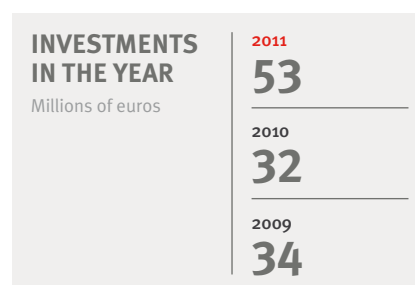 INVESTMENTS
IN THE YEAR
Millions of euros
2011
53
2010
32
2009
34